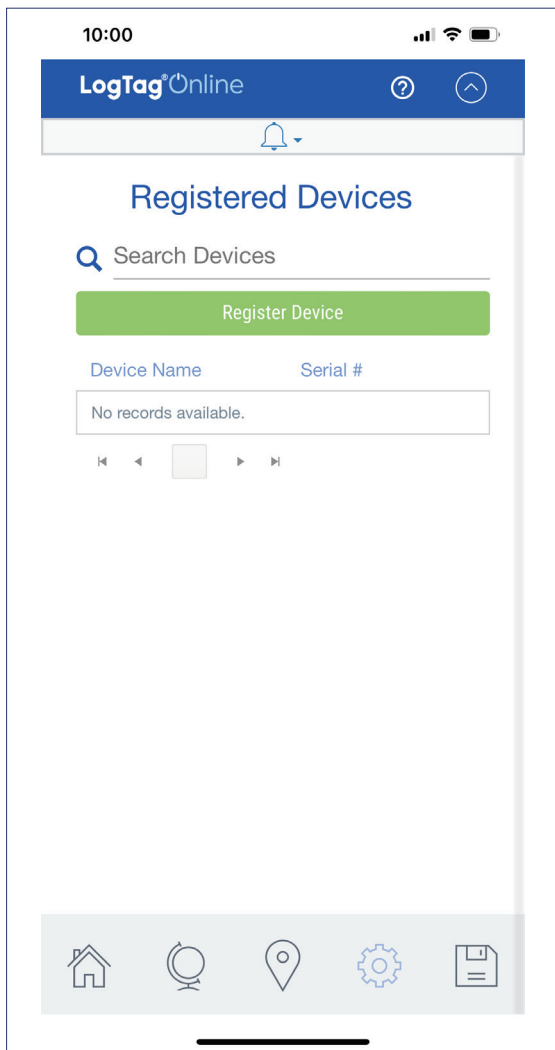 10:00
LogTag® Online
Registered Devices
Search Devices
Register Device
Device Name Serial #
No records available.